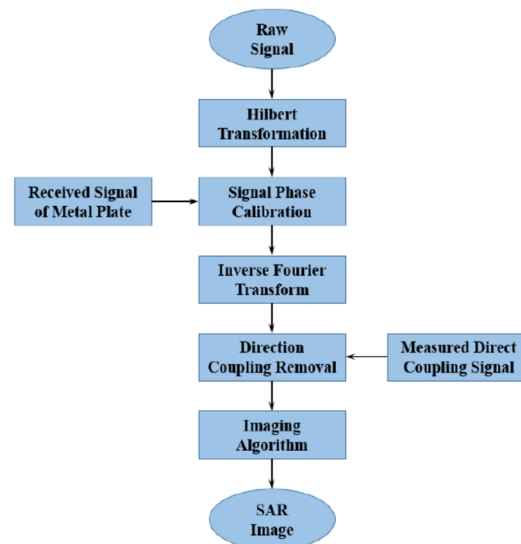 Raw
Signal
Hilbert
Transformation
Received Signal
of Metal Plate
Signal Phase
Calibration
Inverse Fourier
Transform
Direction
Coupling Removal
Measured Direct
Coupling Signal
Imaging
Algorithm
SAR
Image